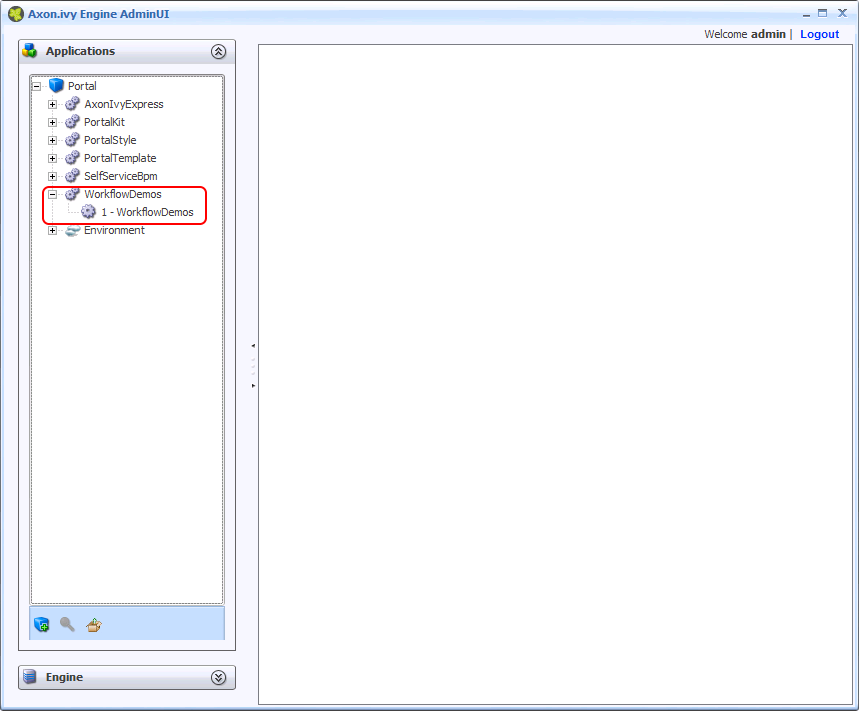 Axon.ivy Engine AdminUI
Welcome admin | Logout
Applications
Portal
AxonIvyExpress
PortalKit
PortalStyle
PortalTemplate
SelfServiceBpm
WorkflowDemos
1 - WorkflowDemos
Environment
Engine